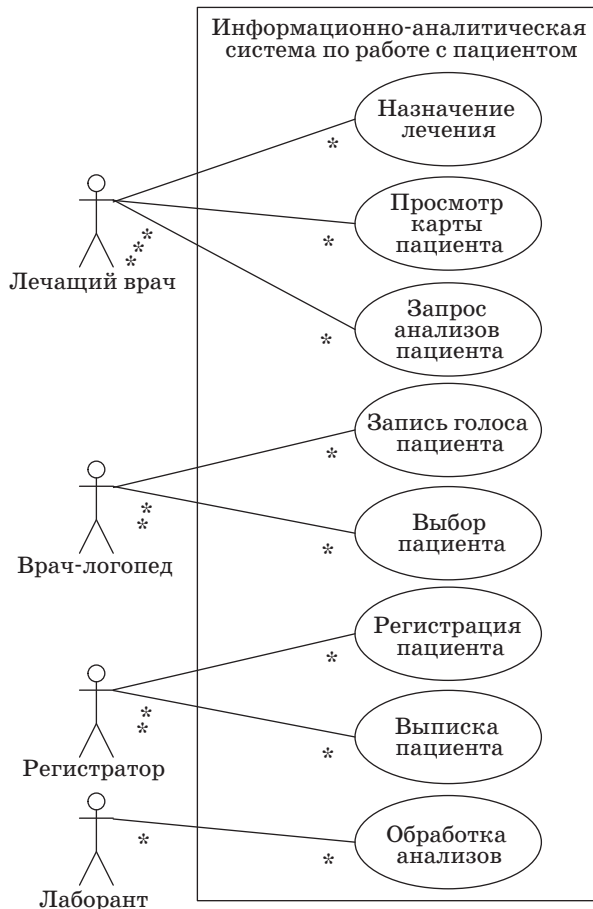 Информационно-аналитическая
система по работе с пациентом
Назначение
лечения
*
Просмотр
карты
пациента
*
*
*
*
Лечащий врач
Запрос
анализов
пациента
*
Запись голоса
пациента
*
*
*
Врач-логопед
Выбор
пациента
*
Регистрация
пациента
*
*
*
Регистратор
Выписка
пациента
*
Обработка
анализов
*
*
Лаборант